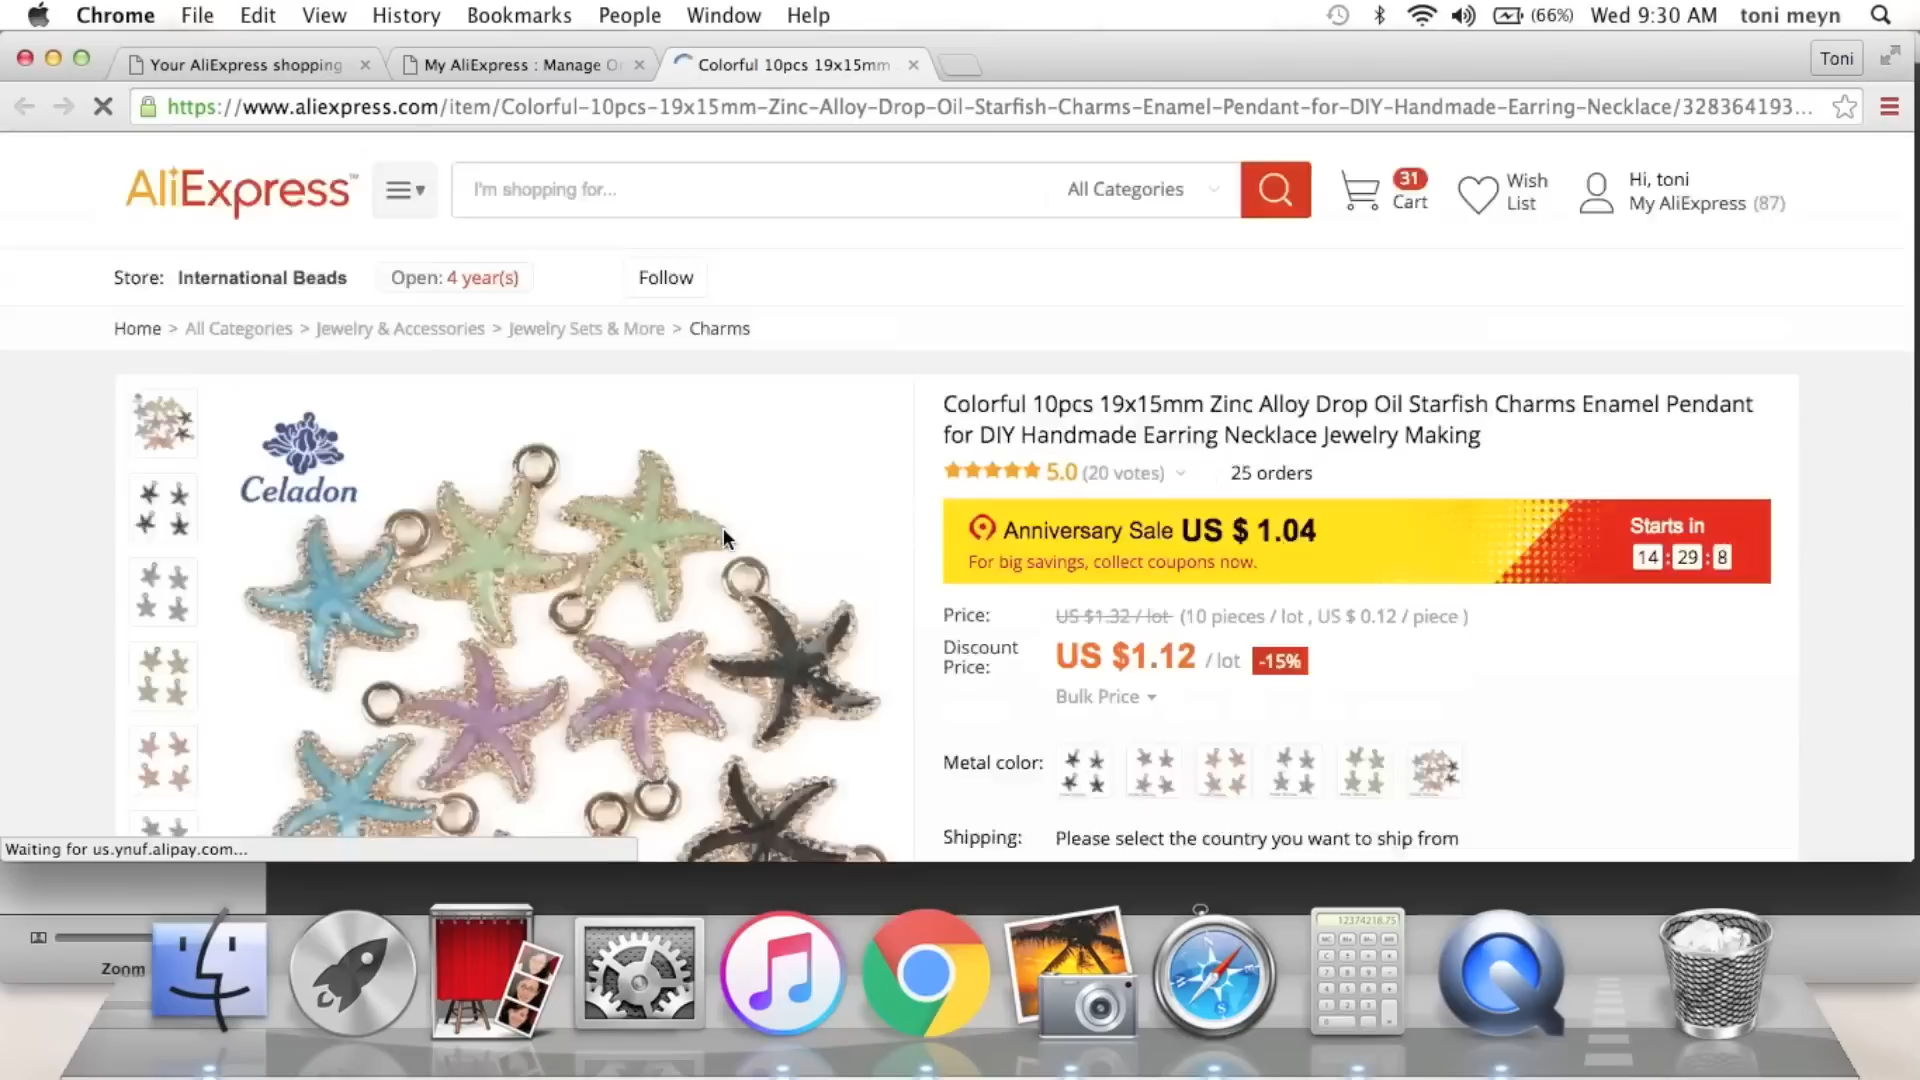 Chrome File Edit View History Bookmarks People Window Help (66%) Wed 9:30 AM toni meyn
Your AliExpress shopping My AliExpress : Manage O Colorful 10pcs 19x15mm Toni
https://www.aliexpress.com/item/Colorful-10pcs-19x15mm-Zinc-Alloy-Drop-Oil-Starfish-Charms-Enamel-Pendant-for-DIY-Handmade-Earring-Necklace/328364193...
AliExpress™ I'm shopping for... All Categories 31 Cart Wish List Hi, toni
My AliExpress (87)
Store: International Beads Open: 4 year(s) Follow
Home > All Categories > Jewelry & Accessories > Jewelry Sets & More > Charms
Celadon
Colorful 10pcs 19x15mm Zinc Alloy Drop Oil Starfish Charms Enamel Pendant
for DIY Handmade Earring Necklace Jewelry Making
5.0 (20 votes) 25 orders
Anniversary Sale US $ 1.04 Starts in
For big savings, collect coupons now. 14 : 29 : 8
Price: US $1.32 / lot (10 pieces / lot , US $ 0.12 / piece )
Discount Price: US $1.12 / lot -15%
Bulk Price
Metal color:
Shipping: Please select the country you want to ship from
Waiting for us.ynuf.alipay.com...
Zoom
12374218.75